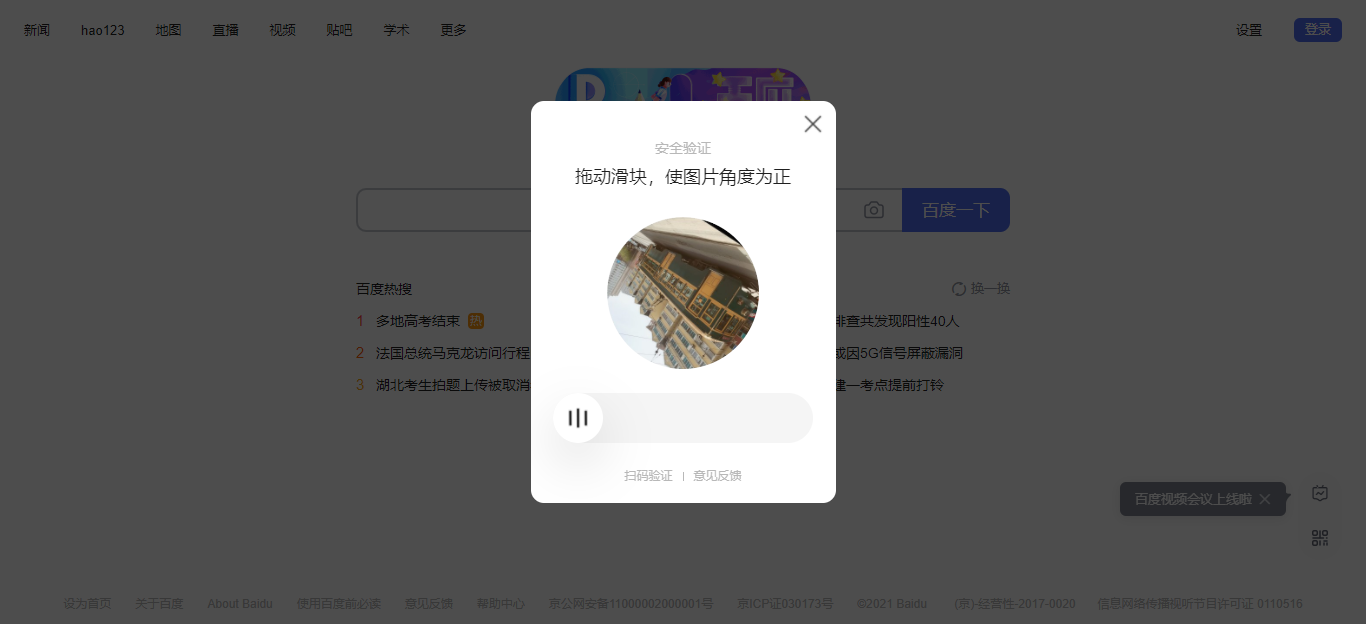 新闻 hao123 地图 直播 视频 贴吧 学术 更多 设置 登录
安全验证
拖动滑块，使图片角度为正
百度一下
百度热搜 换一换
1 多地高考结束 热 排查共发现阳性40人
2 法国总统马克龙访问行程 或因5G信号屏蔽漏洞
3 湖北考生拍题上传被取消 建一考点提前打铃
扫码验证 | 意见反馈
百度视频会议上线啦
设为首页 关于百度 About Baidu 使用百度前必读 意见反馈 帮助中心 京公网安备11000002000001号 京ICP证030173号 ©2021 Baidu (京)-经营性-2017-0020 信息网络传播视听节目许可证 0110516